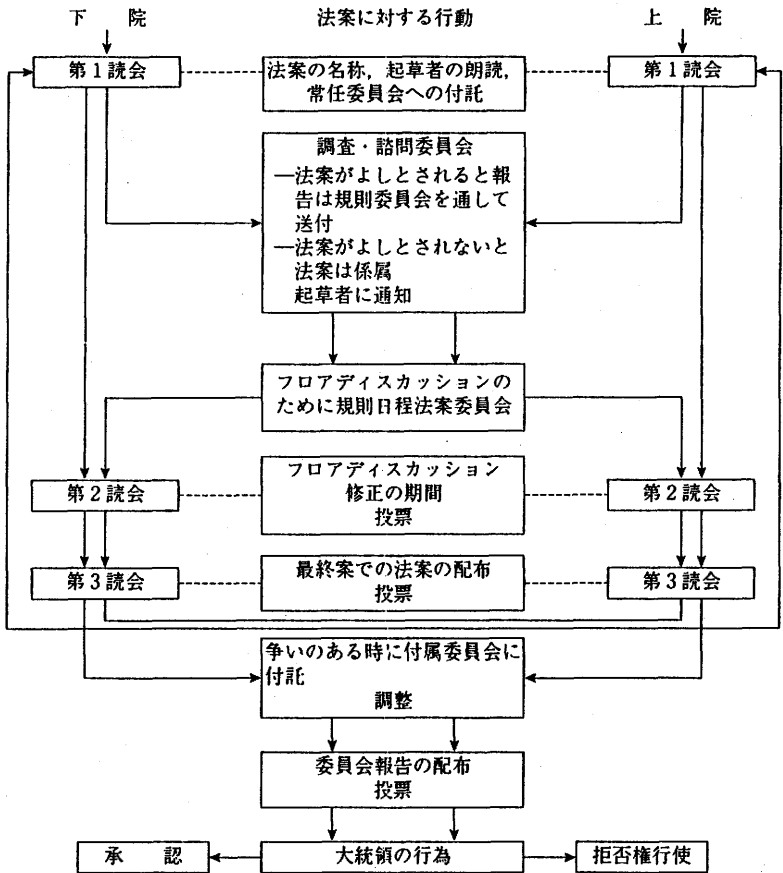 下　院　法案に対する行動　上　院
第1読会　法案の名称，起草者の朗読，　第1読会
常任委員会への付託
調査・諮問委員会
―法案がよしとされると報
告は規則委員会を通して
送付
―法案がよしとされないと
法案は係属
起草者に通知
フロアディスカッションの
ために規則日程法案委員会
フロアディスカッション
第2読会　修正の期間　第2読会
投票
第3読会　最終案での法案の配布　第3読会
投票
争いのある時に付属委員会に
付託
調整
委員会報告の配布
投票
承　認　大統領の行為　拒否権行使